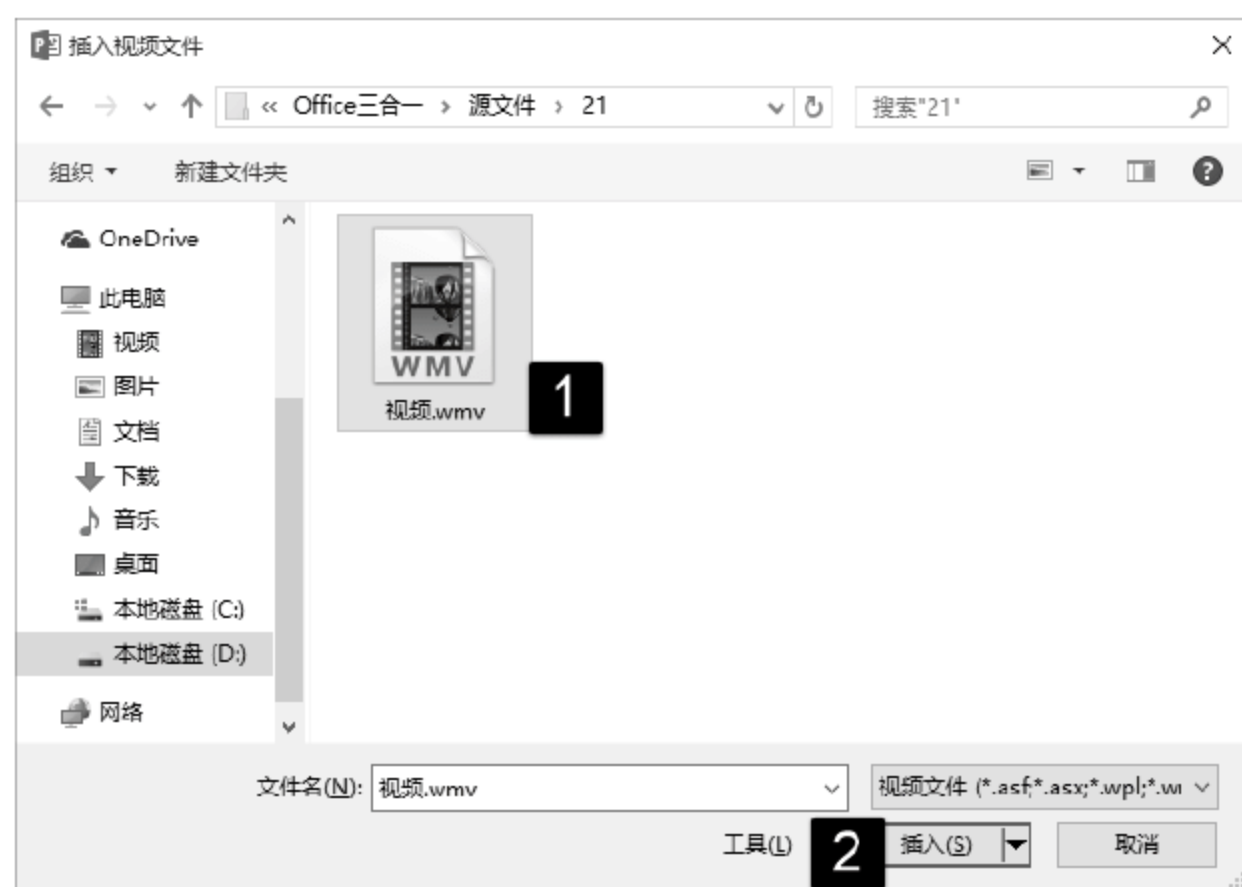 插入视频文件
« Office三合一 › 源文件 › 21
搜索"21"
组织
新建文件夹
OneDrive
此电脑
视频
图片
文档
下载
音乐
桌面
本地磁盘 (C:)
本地磁盘 (D:)
网络
WMV
视频.wmv
1
文件名(N): 视频.wmv
视频文件 (*.asf;*.asx;*.wpl;*.w
工具(L)
2
插入(S)
取消